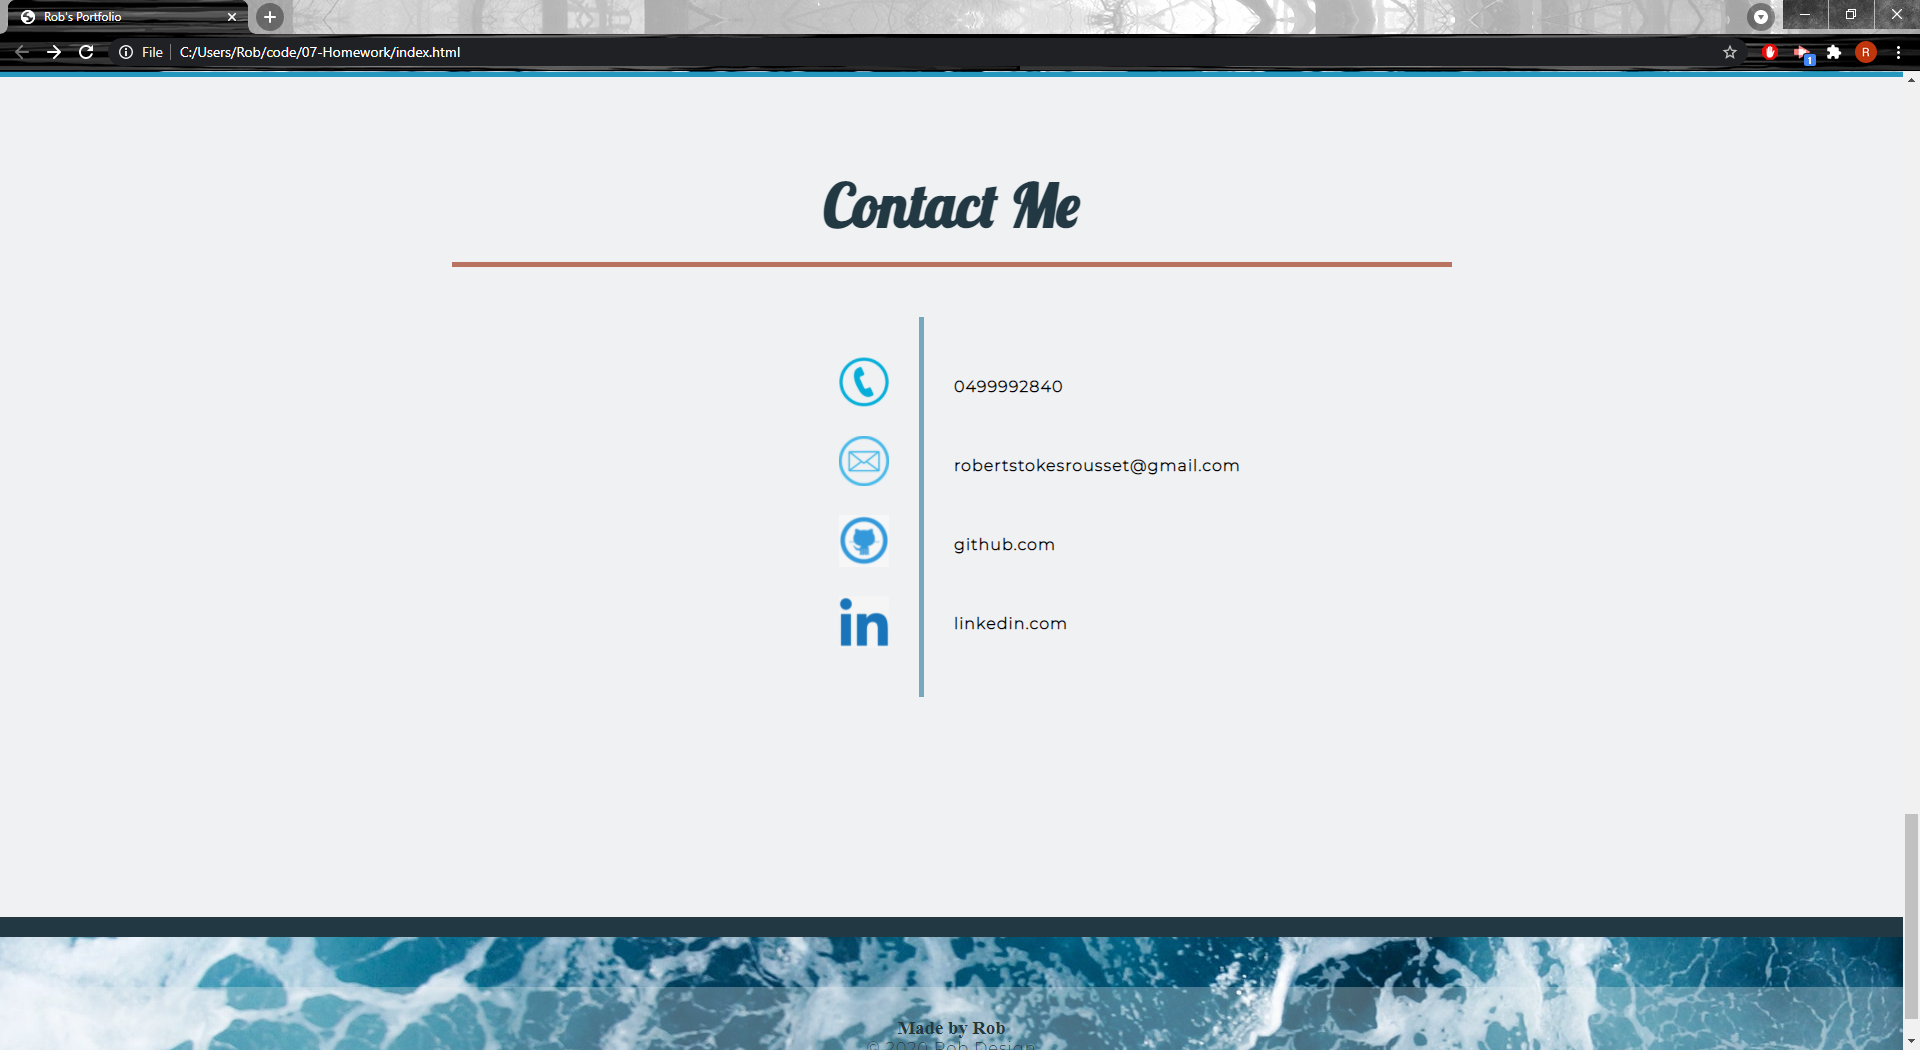 Rob's Portfolio
File
C:/Users/Rob/code/07-Homework/index.html
R
1
Contact Me
0499992840
robertstokesrousset@gmail.com
github.com
in
linkedin.com
Made by Rob
© 2020 Rob Design